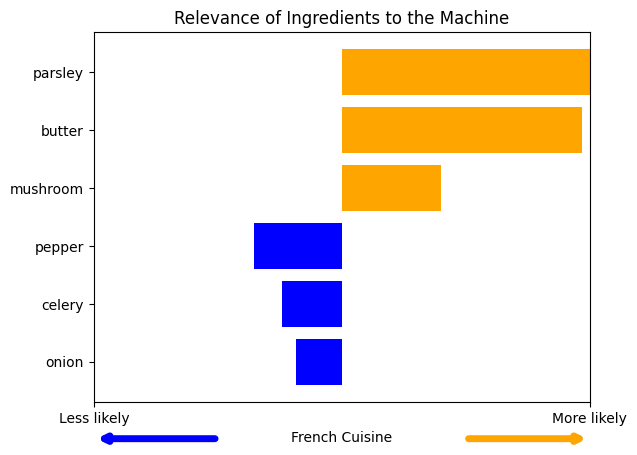 Relevance of Ingredients to the Machine
parsley
butter
mushroom
pepper
celery
onion
Less likely
More likely
French Cuisine